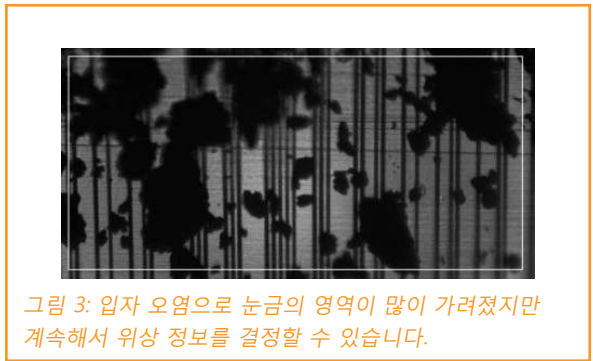 그림 3: 입자 오염으로 눈금의 영역이 많이 가려졌지만
계속해서 위상 정보를 결정할 수 있습니다.